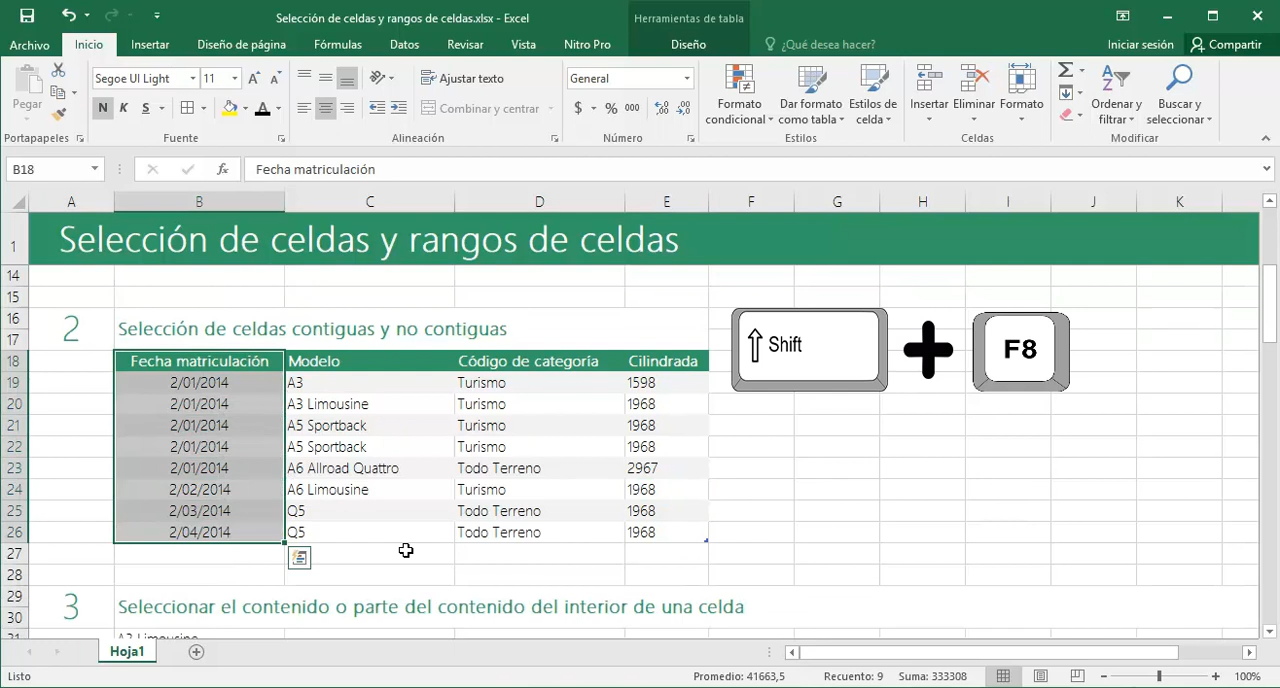 Selección de celdas y rangos de celdas.xlsx - Excel
Herramientas de tabla
Archivo Inicio Insertar Diseño de página Fórmulas Datos Revisar Vista Nitro Pro Diseño ¿Qué desea hacer? Iniciar sesión Compartir
Pegar
Segoe UI Light 11 A A
N K S A
Ajustar texto
Combinar y centrar
General
$ % 000
Formato condicional
Dar formato como tabla
Estilos de celda
Insertar Eliminar Formato
Ordenar y filtrar
Buscar y seleccionar
Portapapeles Fuente Alineación Número Estilos Celdas Modificar
B18 fx Fecha matriculación
A B C D E F G H I J K
1 Selección de celdas y rangos de celdas
14
15
16
2 Selección de celdas contiguas y no contiguas
17
Shift + F8
18 Fecha matriculación Modelo Código de categoría Cilindrada
19 2/01/2014 A3 Turismo 1598
20 2/01/2014 A3 Limousine Turismo 1968
21 2/01/2014 A5 Sportback Turismo 1968
22 2/01/2014 A5 Sportback Turismo 1968
23 2/01/2014 A6 Allroad Quattro Todo Terreno 2967
24 2/02/2014 A6 Limousine Turismo 1968
25 2/03/2014 Q5 Todo Terreno 1968
26 2/04/2014 Q5 Todo Terreno 1968
27
28
29
3 Seleccionar el contenido o parte del contenido del interior de una celda
30
31 A3 Limousine
Hoja1
Listo Promedio: 41663,5 Recuento: 9 Suma: 333308 100%